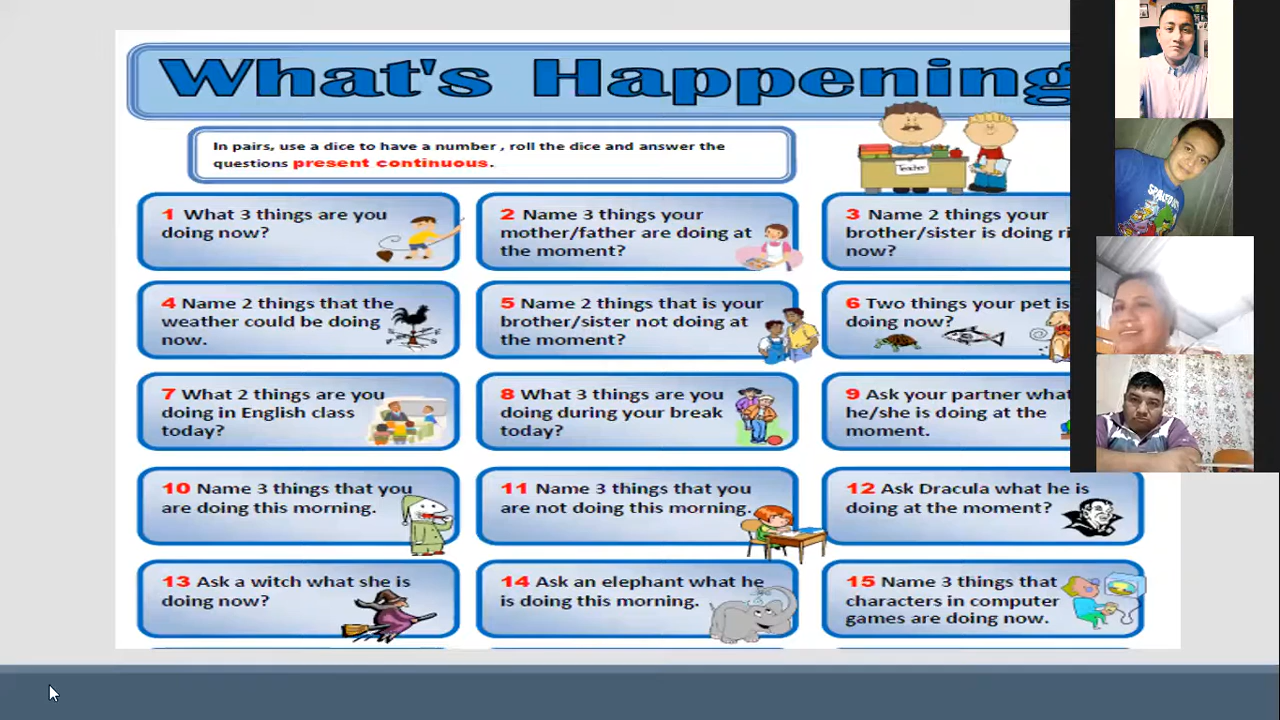 What's Happening
In pairs, use a dice to have a number , roll the dice and answer the
questions present continuous.
Teacher
1 What 3 things are you
doing now?
2 Name 3 things your
mother/father are doing at
the moment?
3 Name 2 things your
brother/sister is doing
now?
4 Name 2 things that the
weather could be doing
now.
5 Name 2 things that is your
brother/sister not doing at
the moment?
6 Two things your pet is
doing now?
7 What 2 things are you
doing in English class
today?
8 What 3 things are you
doing during your break
today?
9 Ask your partner what
he/she is doing at the
moment.
10 Name 3 things that you
are doing this morning.
11 Name 3 things that you
are not doing this morning.
12 Ask Dracula what he is
doing at the moment?
13 Ask a witch what she is
doing now?
14 Ask an elephant what he
is doing this morning.
15 Name 3 things that
characters in computer
games are doing now.